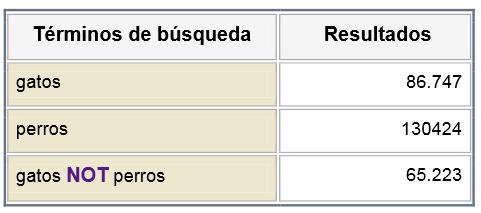 Términos de búsqueda Resultados
gatos 86.747
perros 130424
gatos NOT perros 65.223